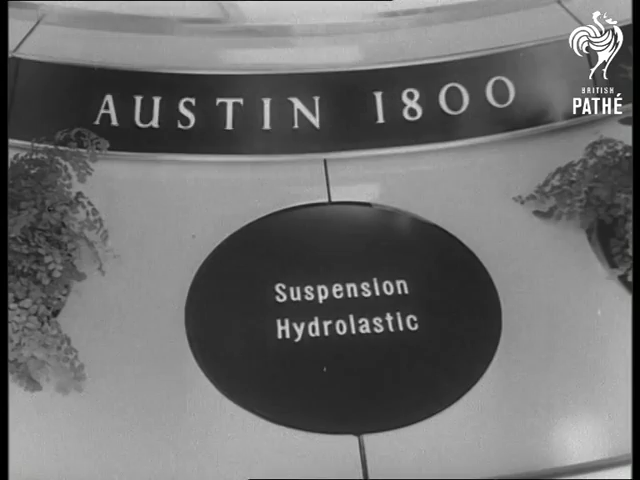 BRITISH
PATHÉ
AUSTIN 1800
Suspension
Hydrolastic